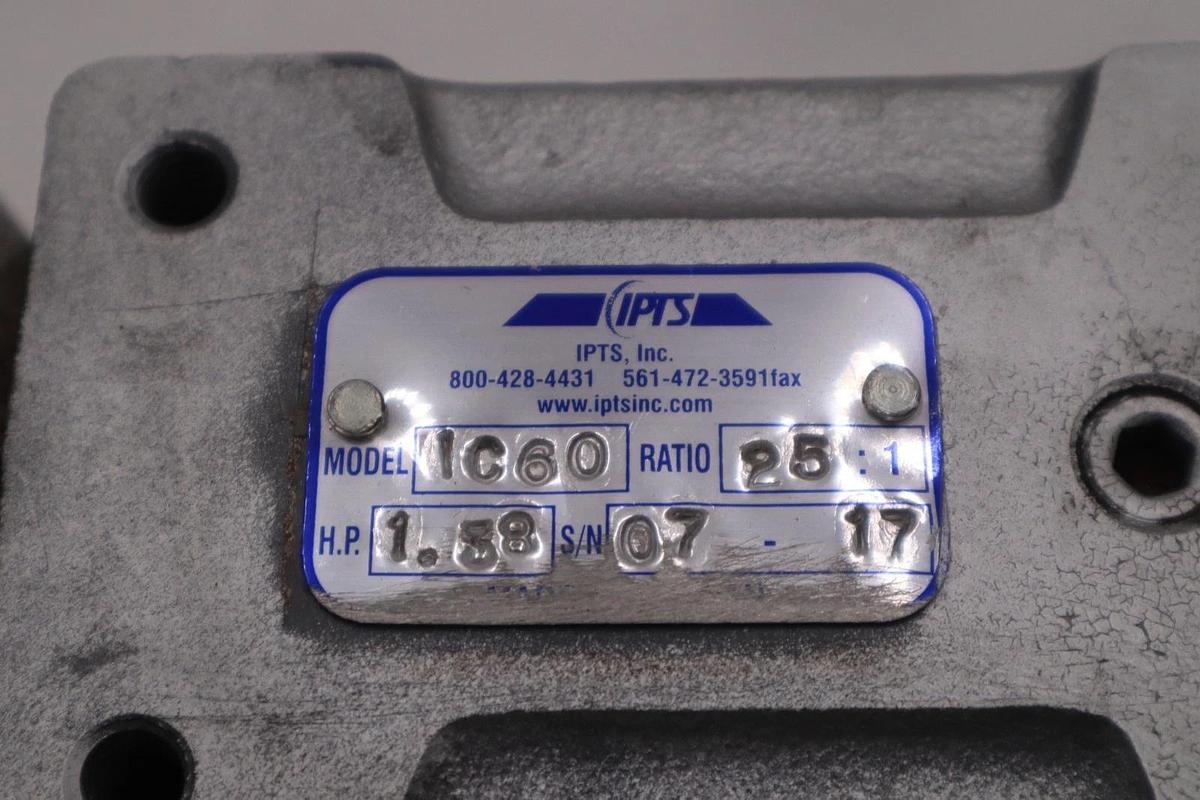 IPTS
IPTS, Inc.
800-428-4431 561-472-3591fax
www.iptsinc.com
MODEL 1C60 RATIO 25 : 1
H.P. 1.38 S/N 07 - 17